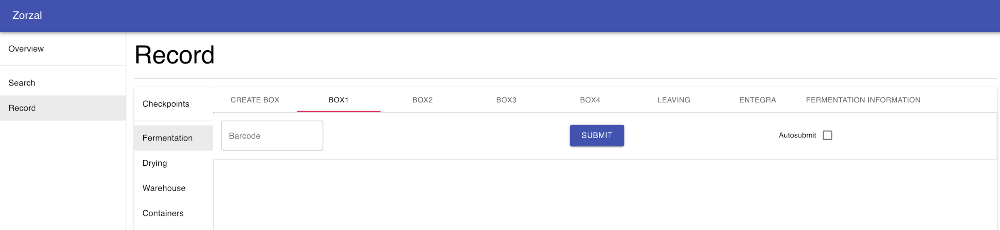 Zorzal
Overview
Search
Record
Record
Checkpoints
Fermentation
Drying
Warehouse
Containers
CREATE BOX BOX1 BOX2 BOX3 BOX4 LEAVING ENTEGRA FERMENTATION INFORMATION
Barcode SUBMIT Autosubmit